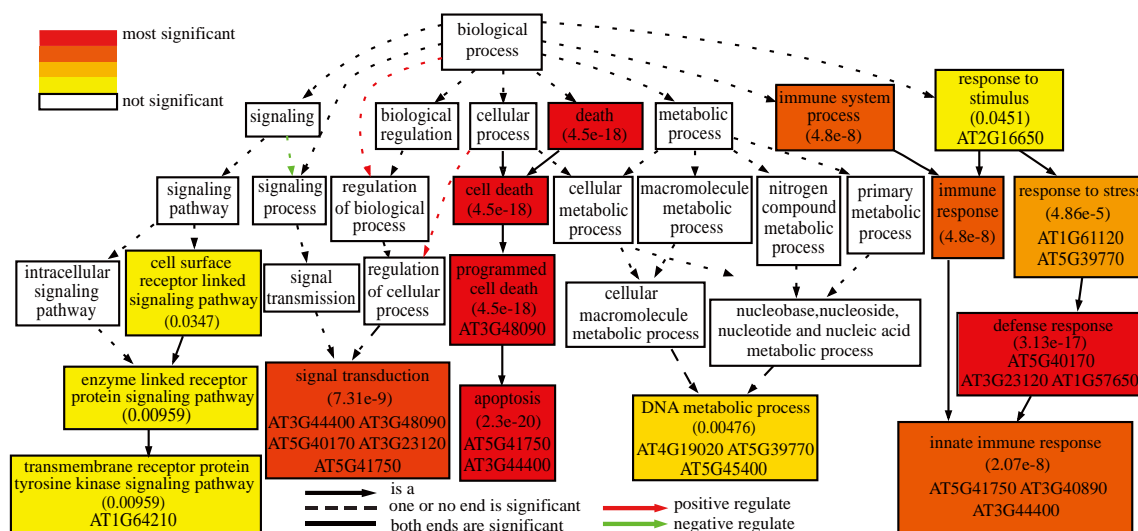 most significant
not significant
biological
process
signaling
biological
regulation
cellular
process
death
(4.5e-18)
metabolic
process
immune system
process
(4.8e-8)
response to
stimulus
(0.0451)
AT2G16650
signaling
pathway
signaling
process
regulation
of biological
process
cell death
(4.5e-18)
cellular
metabolic
process
macromolecule
metabolic
process
nitrogen
compound
metabolic
process
primary
metabolic
process
immune
response
(4.8e-8)
response to stress
(4.86e-5)
AT1G61120
AT5G39770
intracellular
signaling
pathway
cell surface
receptor linked
signaling pathway
(0.0347)
signal
transmission
regulation
of cellular
process
programmed
cell death
(4.5e-18)
AT3G48090
cellular
macromolecule
metabolic process
nucleobase,nucleoside,
nucleotide and nucleic acid
metabolic process
defense response
(3.13e-17)
AT5G40170
AT3G23120 AT1G57650
enzyme linked receptor
protein signaling pathway
(0.00959)
signal transduction
(7.31e-9)
AT3G44400 AT3G48090
AT5G40170 AT3G23120
AT5G41750
apoptosis
(2.3e-20)
AT5G41750
AT3G44400
DNA metabolic process
(0.00476)
AT4G19020 AT5G39770
AT5G45400
innate immune response
(2.07e-8)
AT5G41750 AT3G40890
AT3G44400
transmembrane receptor protein
tyrosine kinase signaling pathway
(0.00959)
AT1G64210
is a
one or no end is significant
both ends are significant
positive regulate
negative regulate